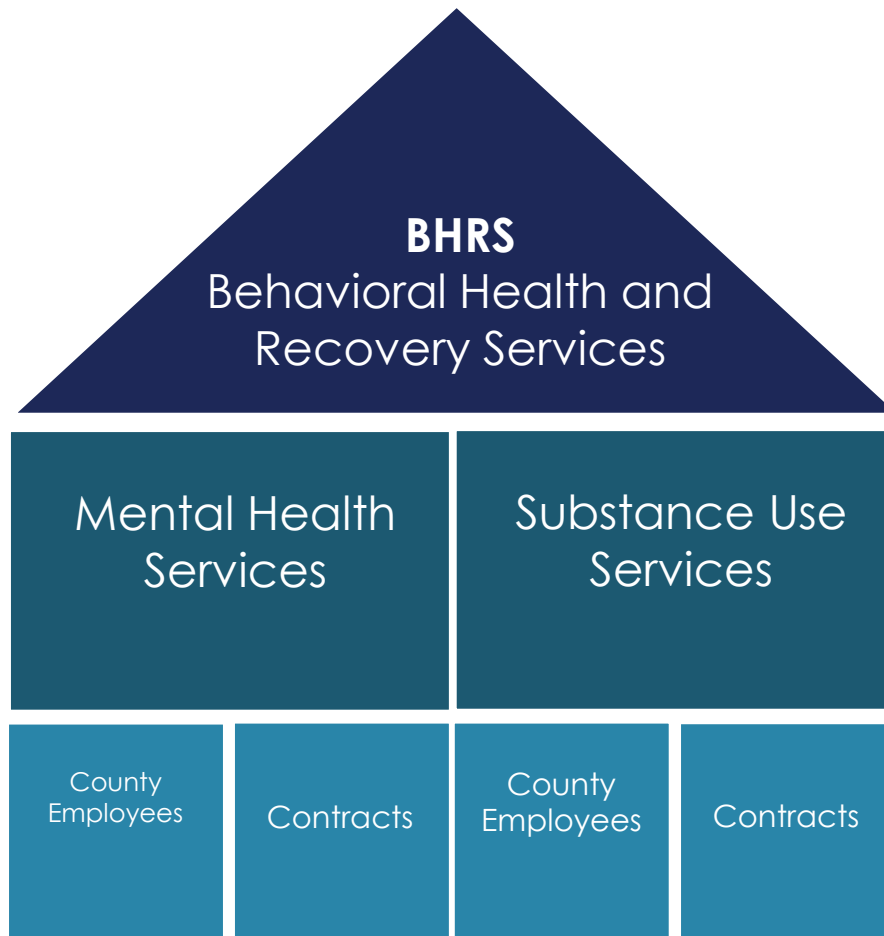 BHRS
Behavioral Health and
Recovery Services
Mental Health
Services
Substance Use
Services
County
Employees
Contracts
County
Employees
Contracts